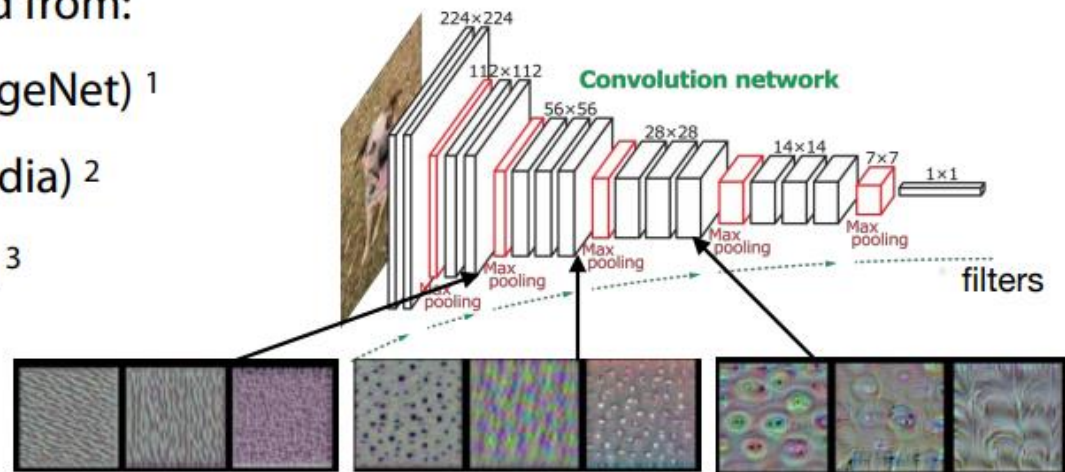 d from:
geNet) 1
dia) 2
3
224×224
112×112
Convolution network
56×56
28×28
14×14
7×7
1×1
Max
pooling
Max
pooling
Max
pooling
Max
pooling
Max
pooling
filters